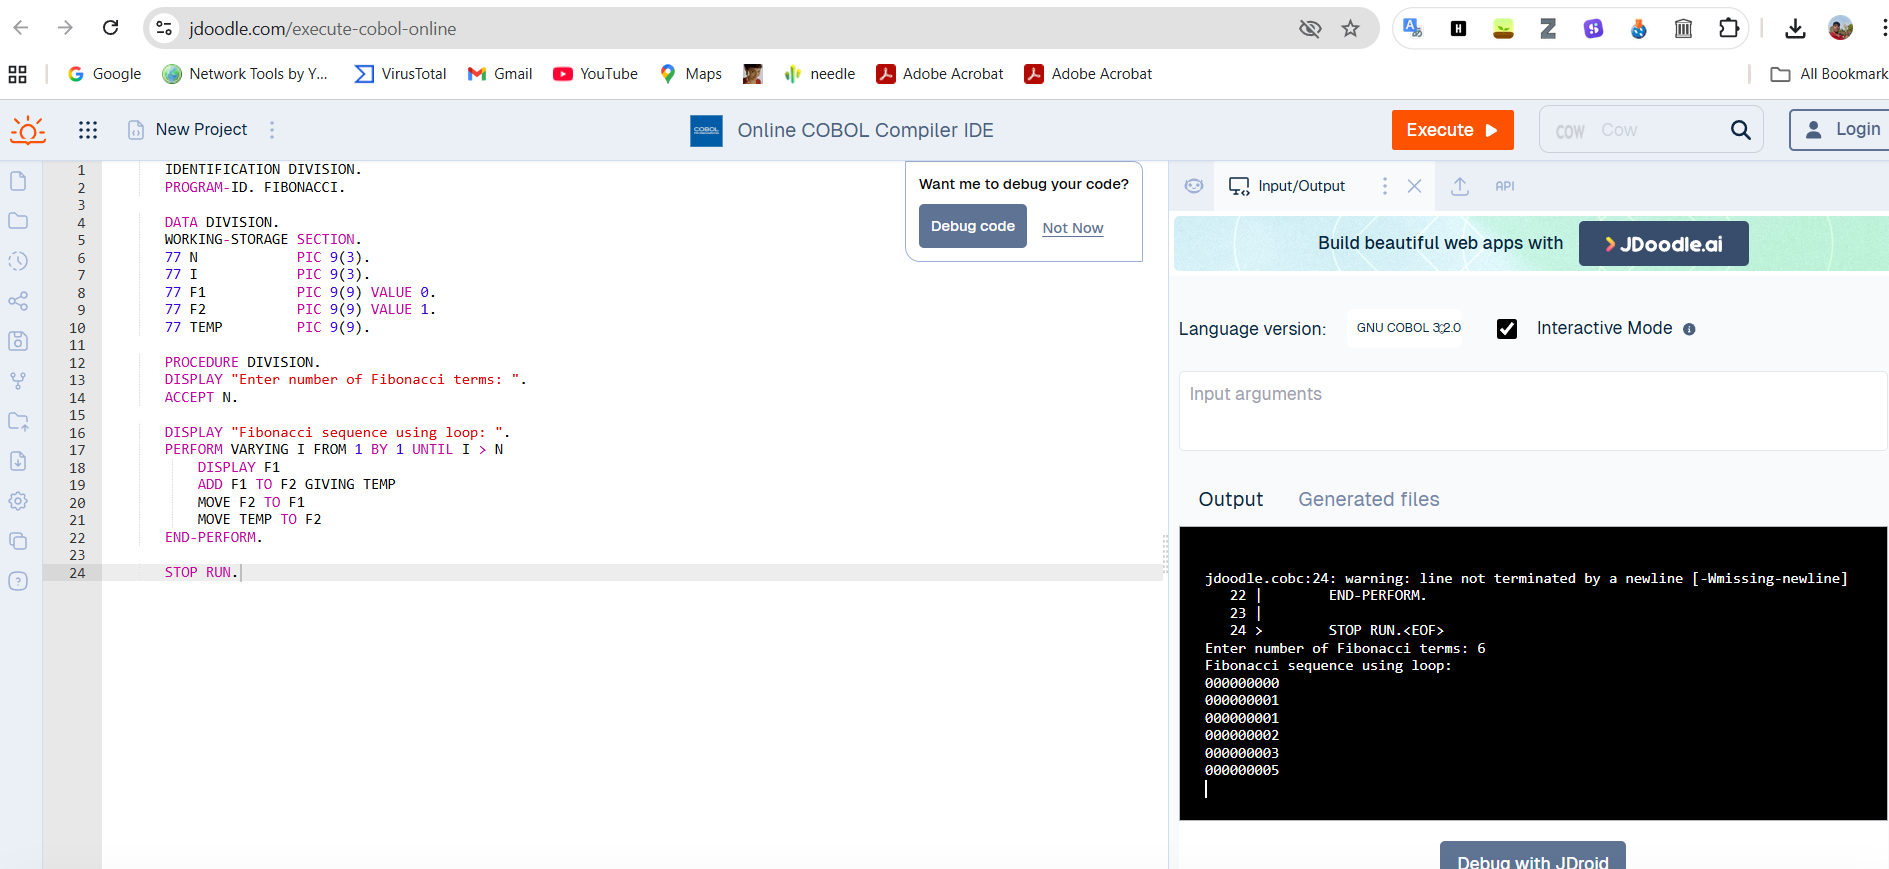 jdoodle.com/execute-cobol-online
H
Google
Network Tools by Y...
VirusTotal
Gmail
YouTube
Maps
needle
Adobe Acrobat
Adobe Acrobat
All Bookmark
New Project
COBOL
Online COBOL Compiler IDE
Execute
COW
Cow
Login
1 IDENTIFICATION DIVISION.
2 PROGRAM-ID. FIBONACCI.
3
4 DATA DIVISION.
5 WORKING-STORAGE SECTION.
6 77 N PIC 9(3).
7 77 I PIC 9(3).
8 77 F1 PIC 9(9) VALUE 0.
9 77 F2 PIC 9(9) VALUE 1.
10 77 TEMP PIC 9(9).
11
12 PROCEDURE DIVISION.
13 DISPLAY "Enter number of Fibonacci terms: ".
14 ACCEPT N.
15
16 DISPLAY "Fibonacci sequence using loop: ".
17 PERFORM VARYING I FROM 1 BY 1 UNTIL I > N
18 DISPLAY F1
19 ADD F1 TO F2 GIVING TEMP
20 MOVE F2 TO F1
21 MOVE TEMP TO F2
22 END-PERFORM.
23
24 STOP RUN.
Want me to debug your code?
Debug code
Not Now
Input/Output
API
Build beautiful web apps with
JDoodle.ai
Language version:
GNU COBOL 3.2.0
Interactive Mode
Input arguments
Output
Generated files
jdoodle.cobc:24: warning: line not terminated by a newline [-Wmissing-newline]
22 | END-PERFORM.
23 |
24 > STOP RUN.<EOF>
Enter number of Fibonacci terms: 6
Fibonacci sequence using loop:
000000000
000000001
000000001
000000002
000000003
000000005
Debug with JDroid